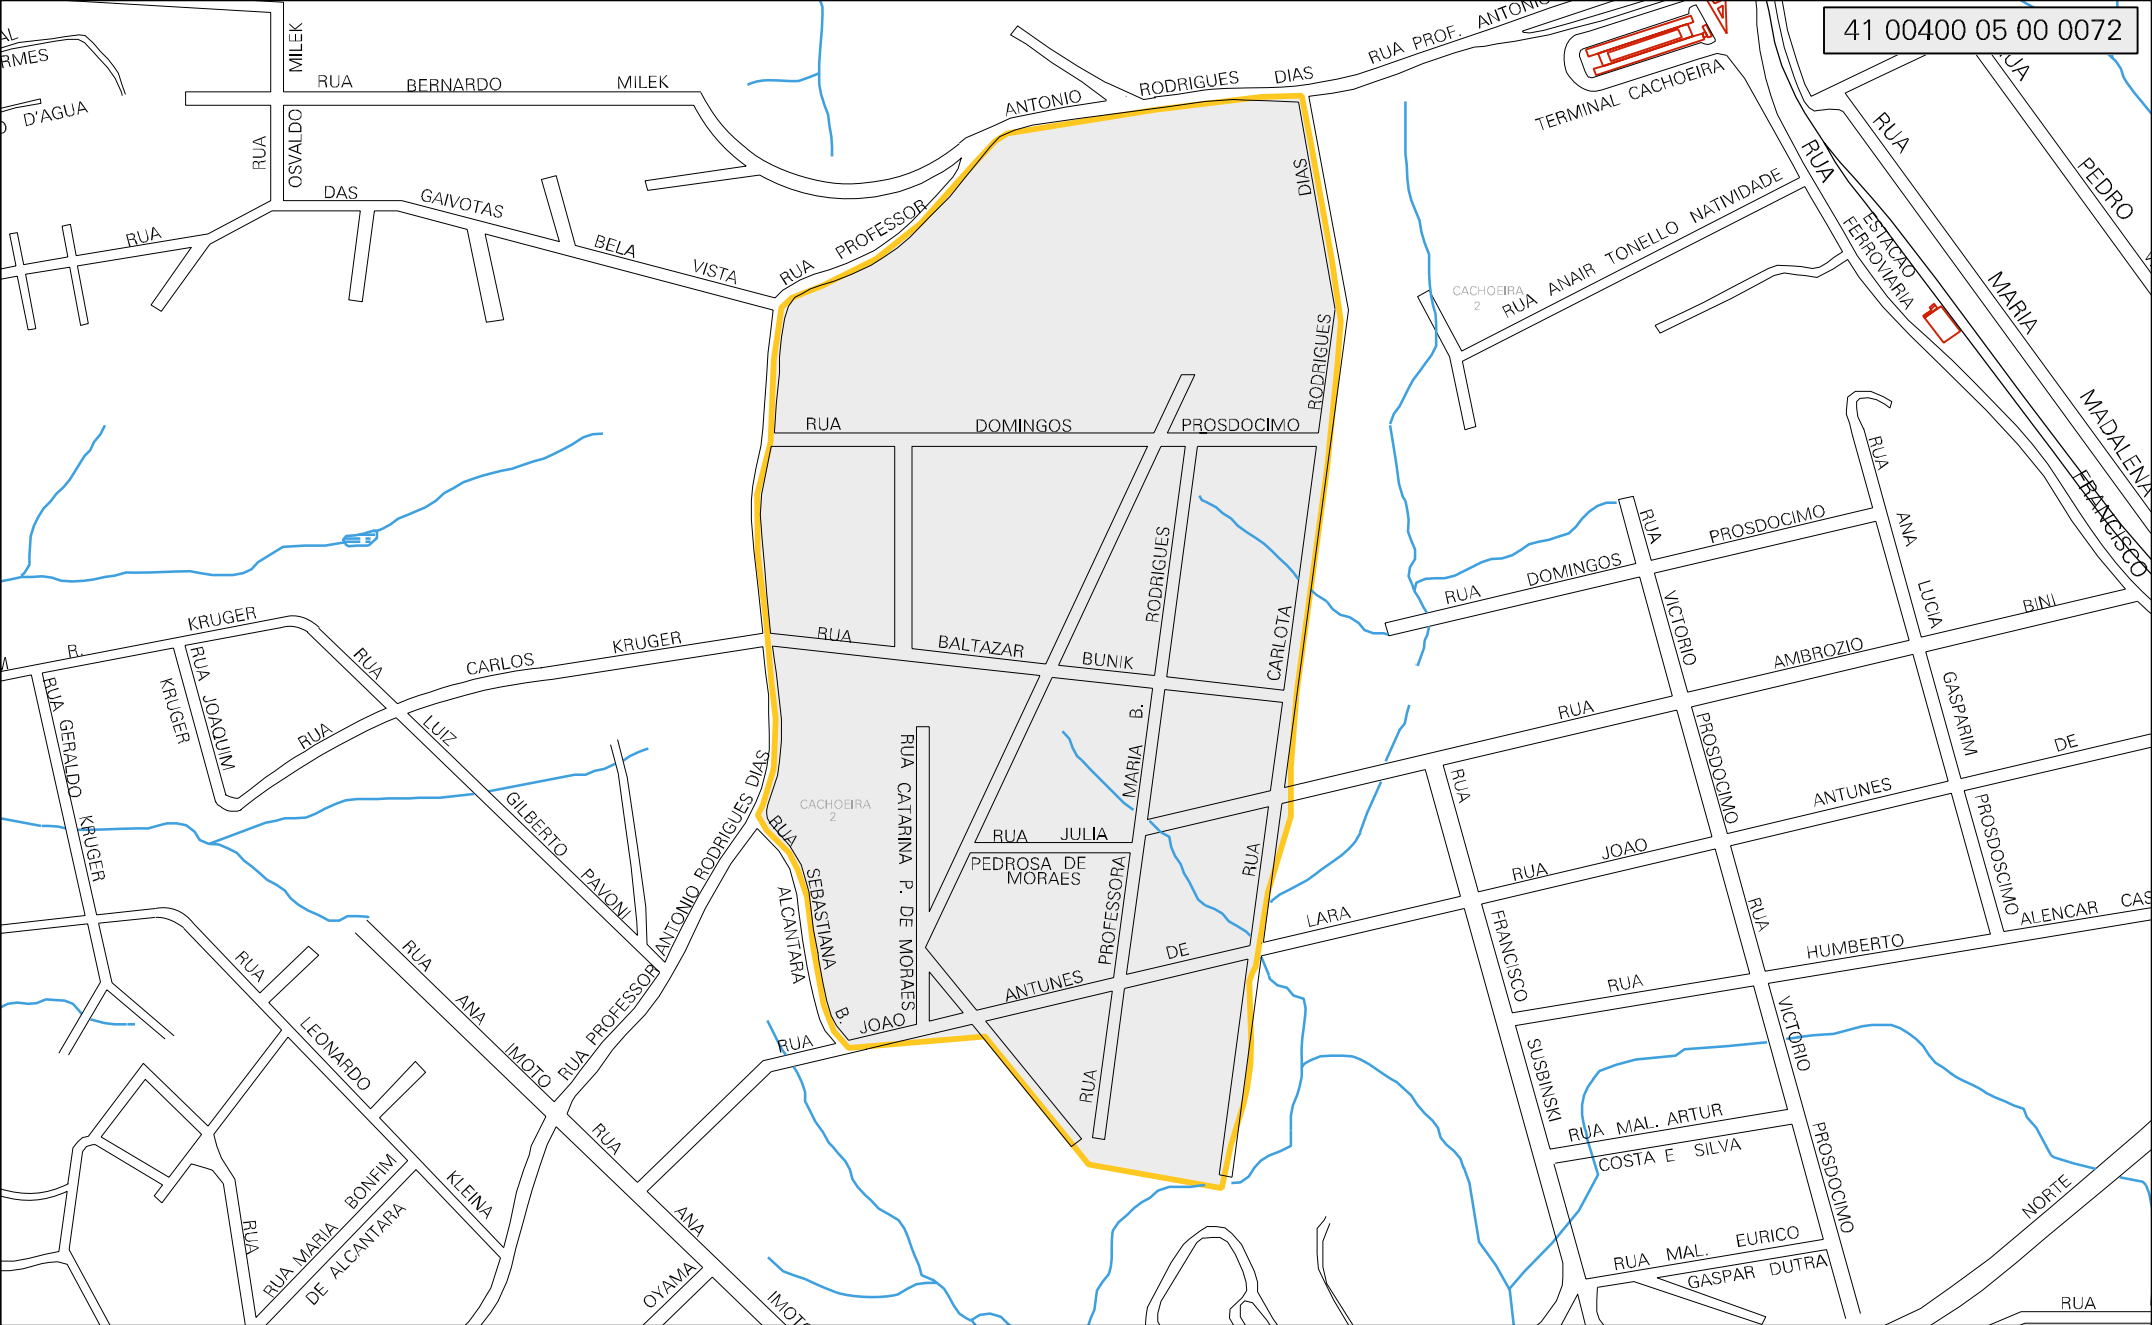 41 00400 05 00 0072
AL
RMES
D'AGUA
MILEK
OSVALDO
RUA
RUA BERNARDO MILEK
RUA DAS GAIVOTAS
BELA VISTA
RUA PROFESSOR ANTONIO RODRIGUES DIAS
RUA PROF. ANTONIO
TERMINAL CACHOEIRA
RUA
RUA
MARIA
MADALENA
RUA
PEDRO
FRANCISCO
ESTACAO
FERROVIARIA
RUA ANAIR TONELLO NATIVIDADE
CACHOEIRA
2
DIAS
RODRIGUES
CARLOTA
RUA
RUA DOMINGOS PROSDOCIMO
RUA BALTAZAR BUNIK
RODRIGUES
B.
MARIA
PROFESSORA
RUA
RUA JULIA
PEDROSA DE
MORAES
RUA CATARINA P. DE MORAES
CACHOEIRA
2
RUA
SEBASTIANA
B.
ALCANTARA
RUA JOAO ANTUNES DE LARA
RUA PROFESSOR ANTONIO RODRIGUES DIAS
R. KRUGER
RUA CARLOS KRUGER
RUA JOAQUIM
KRUGER
RUA GERALDO KRUGER
RUA LUIZ GILBERTO PAVONI
RUA ANA IMOTO
RUA ANA IMOTO
RUA LEONARDO KLEINA
RUA MARIA BONFIM
DE ALCANTARA
RUA
OYAMA
RUA DOMINGOS PROSDOCIMO
RUA VICTORIO PROSDOCIMO
RUA ANA LUCIA GASPARIM PROSDOSCIMO
RUA AMBROZIO BINI
RUA JOAO ANTUNES DE
RUA FRANCISCO SUSBINSKI
RUA HUMBERTO ALENCAR CAS
RUA VICTORIO PROSDOCIMO
RUA MAL. ARTUR
COSTA E SILVA
RUA MAL. EURICO
GASPAR DUTRA
NORTE
RUA